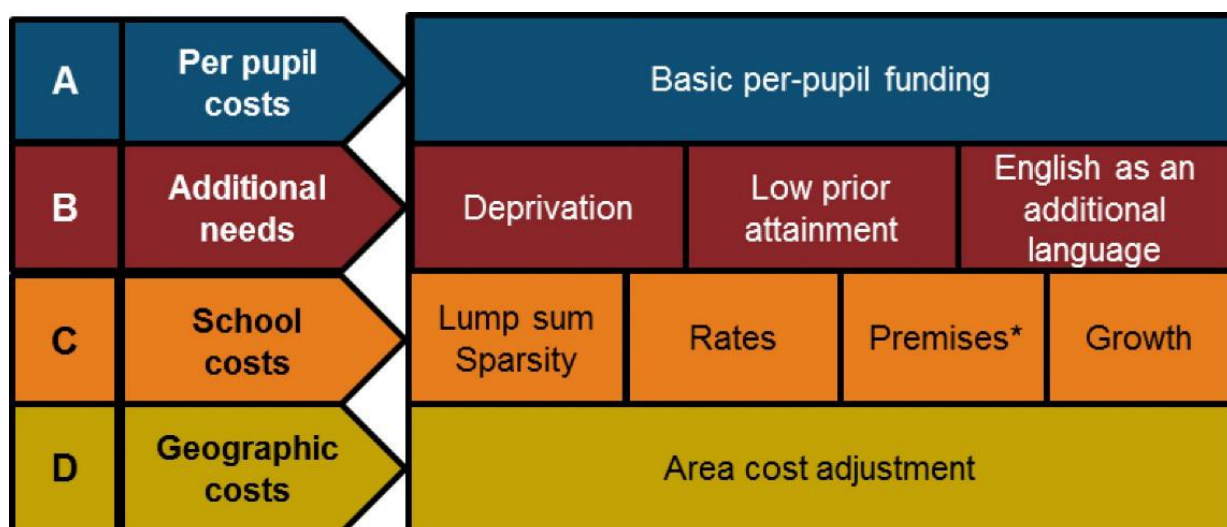 A
Per pupil
costs
Basic per-pupil funding
B
Additional
needs
Deprivation
Low prior
attainment
English as an
additional
language
C
School
costs
Lump sum
Sparsity
Rates
Premises*
Growth
D
Geographic
costs
Area cost adjustment